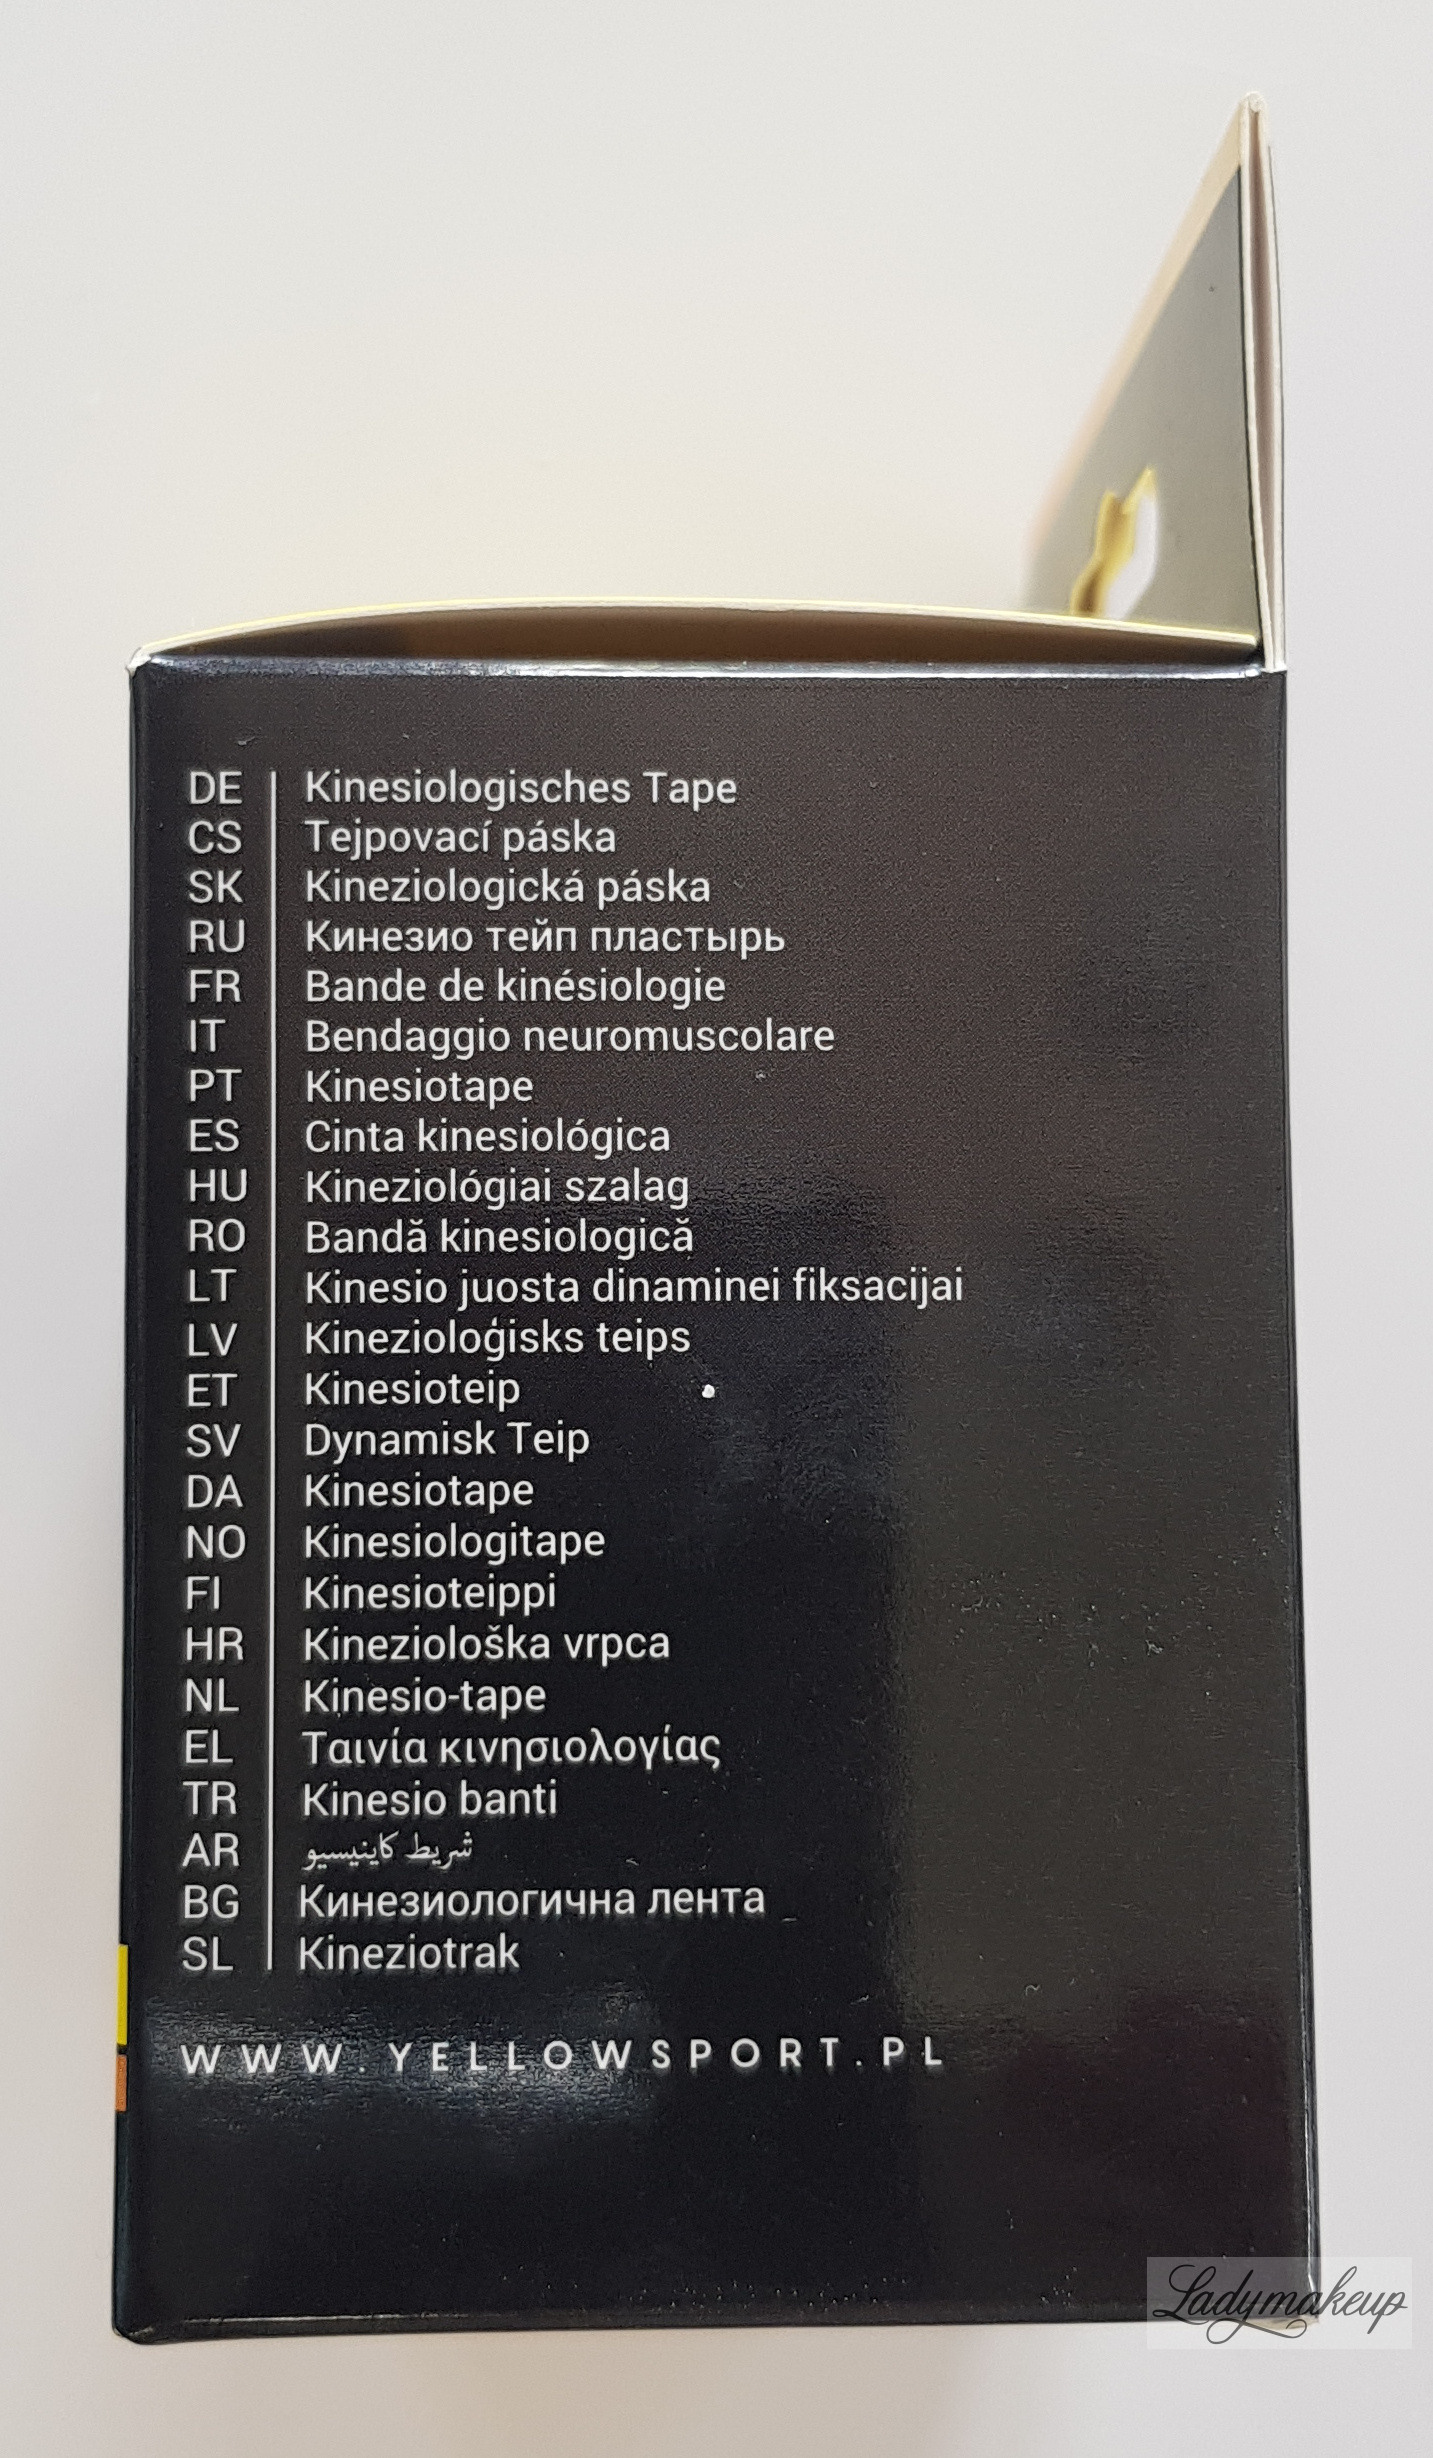 DE Kinesiologisches Tape
CS Tejpovací páska
SK Kineziologická páska
RU Кинезио тейп пластырь
FR Bande de kinésiologie
IT Bendaggio neuromuscolare
PT Kinesiotape
ES Cinta kinesiológica
HU Kineziológiai szalag
RO Bandă kinesiologică
LT Kinesio juosta dinaminei fiksacijai
LV Kinezioloģisks teips
ET Kinesioteip
SV Dynamisk Teip
DA Kinesiotape
NO Kinesiologitape
FI Kinesioteippi
HR Kineziološka vrpca
NL Kinesio-tape
EL Ταινία κινησιολογίας
TR Kinesio banti
AR شريط كاينيسيو
BG Кинезиологична лента
SL Kineziotrak
WWW.YELLOWSPORT.PL
Ladymakeup